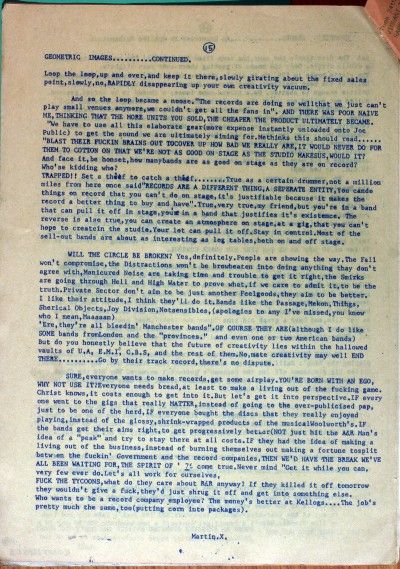 15
GEOMETRIC IMAGES..........CONTINUED.
Loop the loop,up and over,and keep it there,slowly girating about the fixed sales
point,slowly,no,RAPIDLY disappearing up your own creativity vacuum.
And so the loop became a noose."The records are doing so wellthat we just can't
play small venues anymore,we couldn't get all the fans in". AND THERE WAS POOR NAIVE
ME,THINKING THAT THE MORE UNITS YOU SOLD,THE CHEAPER THE PRODUCT ULTIMATELY BECAME.
"We have to use all this elaborate gear(more expense instantly unloaded onto Joe
Public) to get the sound we are ultimately aiming for.Methinks this should read......
"BLAST THEIR FUCKIN BRAINS OUT TOCOVER UP HOW BAD WE REALLY ARE,IT WOULD NEVER DO FOR
THEM TO COTTON ON THAT WE'RE NOT AS GOOD ON STAGE AS THE STUDIO MAKESUS,WOULD IT?
And face it,be honest,how manybands are as good on stage as they are on record?
Who's kidding who?
TRAPPED!! Set a thief to catch a thief........True as a certain drummer,not a million
miles from here once said"RECORDS ARE A DIFFERENT THING,A SEPERATE ENTITY,You cando
things on record that you can't do on stage,it's justifiable because it makes the
record a better thing to buy and have".True,very true,my friend,but you're in a band
that can pull it off in stage,you're in a band that justifies it's existence. The
reverse is also true,you can create an atmosphere on stage,at a gig,that you can't
hope to createin the studio.Your let can pull it off.Stay in control.Most of the
sell-out bands are about as interesting as log tables,both on and off stage.
WILL THE CIRCLE BE BROKEN? Yes,definitely.People are showing the way.The Fall
won't compromise,the Distractions won't be browbeaten into doing anything they don't
agree with,Manicured Noise are taking time and trouble to get it right,the Smirks
are going through Hell and High Water to prove what,if we care to admit it,to be the
truth.Private Sector don't aim to be just another Feelgoods,they aim to be better.
I like their attitude,I think they'll do it.Bands like the Passage,Mekon,Thihgs,
Sherical Objects,Joy Division,Notsensibles,(apologies to any I've missed,you know
who I mean,Maaaaan)
'Ere,they're all bleedin' Manchester bands".OF COURSE THEY ARE(although I do like
SOME bands fromLondon and the "provinces." and even one or two American bands)
But do you honestly believe that the future of creativity lies within the hallowed
vaults of U.A, E.M.I, C.B.S, and the rest of them.No,mate creativity may well END
THERE..........Go by their track record,there's no dispute.
SURE,everyone wants to make records,get some airplay.YOU'RE BORN WITH AN EGO,
WHY NOT USE IT!Everyone needs bread,at least to make a living out of the fucking game.
Christ knows,it costs enough to get into it.But let's get it into perspective.IF every
one went to the gigs that really MATTER,instead of going to the over-publicised pap,
just to be one of the herd,IF everyone bought the discs that they really enjoyed
playing,instead of the glossy,shrink-wrapped products of the musicalWoolworth's.IF
the bands get their aims right,to get progressively better(NOT just hit the A&R Man's
idea of a "peak" and try to stay there at all costs.IF they had the idea of making a
living out of the business,instead of burning themselves out making a fortune tosplit
between the fuckin' Government and the record companies,THEN WE'D HAVE THE BREAK WE'VE
ALL BEEN WAITING FOR,THE SPIRIT OF ' 75 come true.Never mind "Get it while you can,
very few ever do.Let's all work for ourselves,
FUCK THE TYCOONS,what do they care about R&R anyway? If they killed it off tomorrow
they wouldn't give a fuck,they'd just shrug it off and get into something else.
Who wants to be a record company employee? The money's better at Kellogs....The job's
pretty much the same,too(putting corn into packages).
Martin.X.